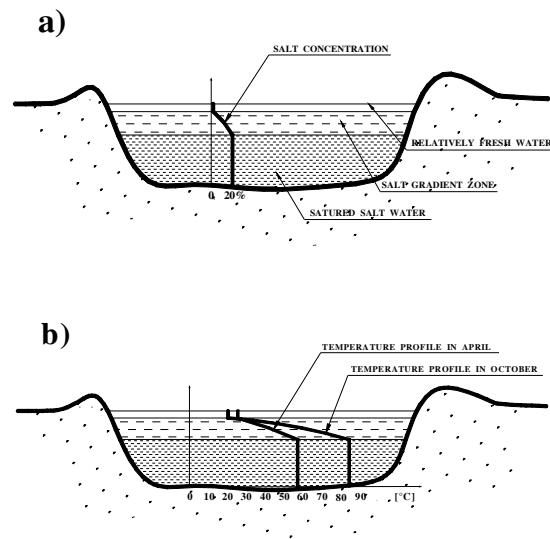 a)
SALT CONCENTRATION
RELATIVELY FRESH WATER
SALT GRADIENT ZONE
0 20%
SATURED SALT WATER
b)
TEMPERATURE PROFILE IN APRIL
TEMPERATURE PROFILE IN OCTOBER
0 10 20 30 40 50 60 70 80 90 [°C]